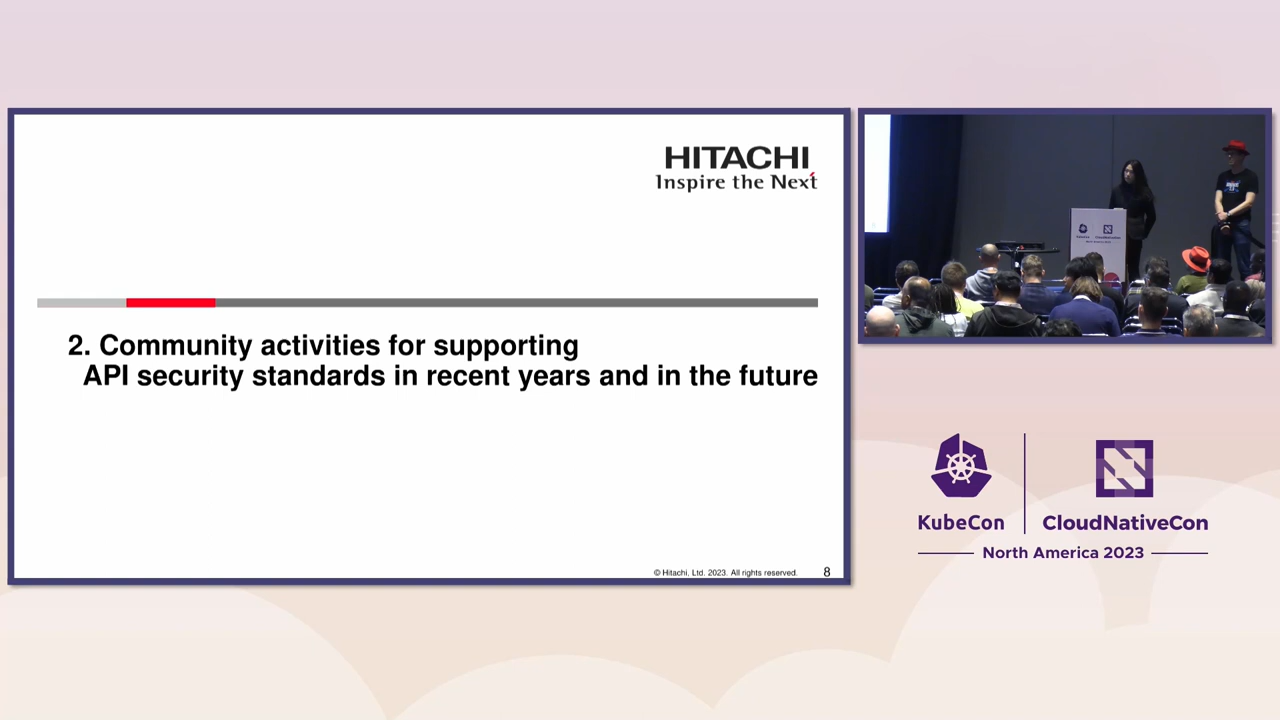 HITACHI
Inspire the Next
2. Community activities for supporting
API security standards in recent years and in the future
© Hitachi, Ltd. 2023. All rights reserved.
8
KubeCon
CloudNativeCon
North America 2023